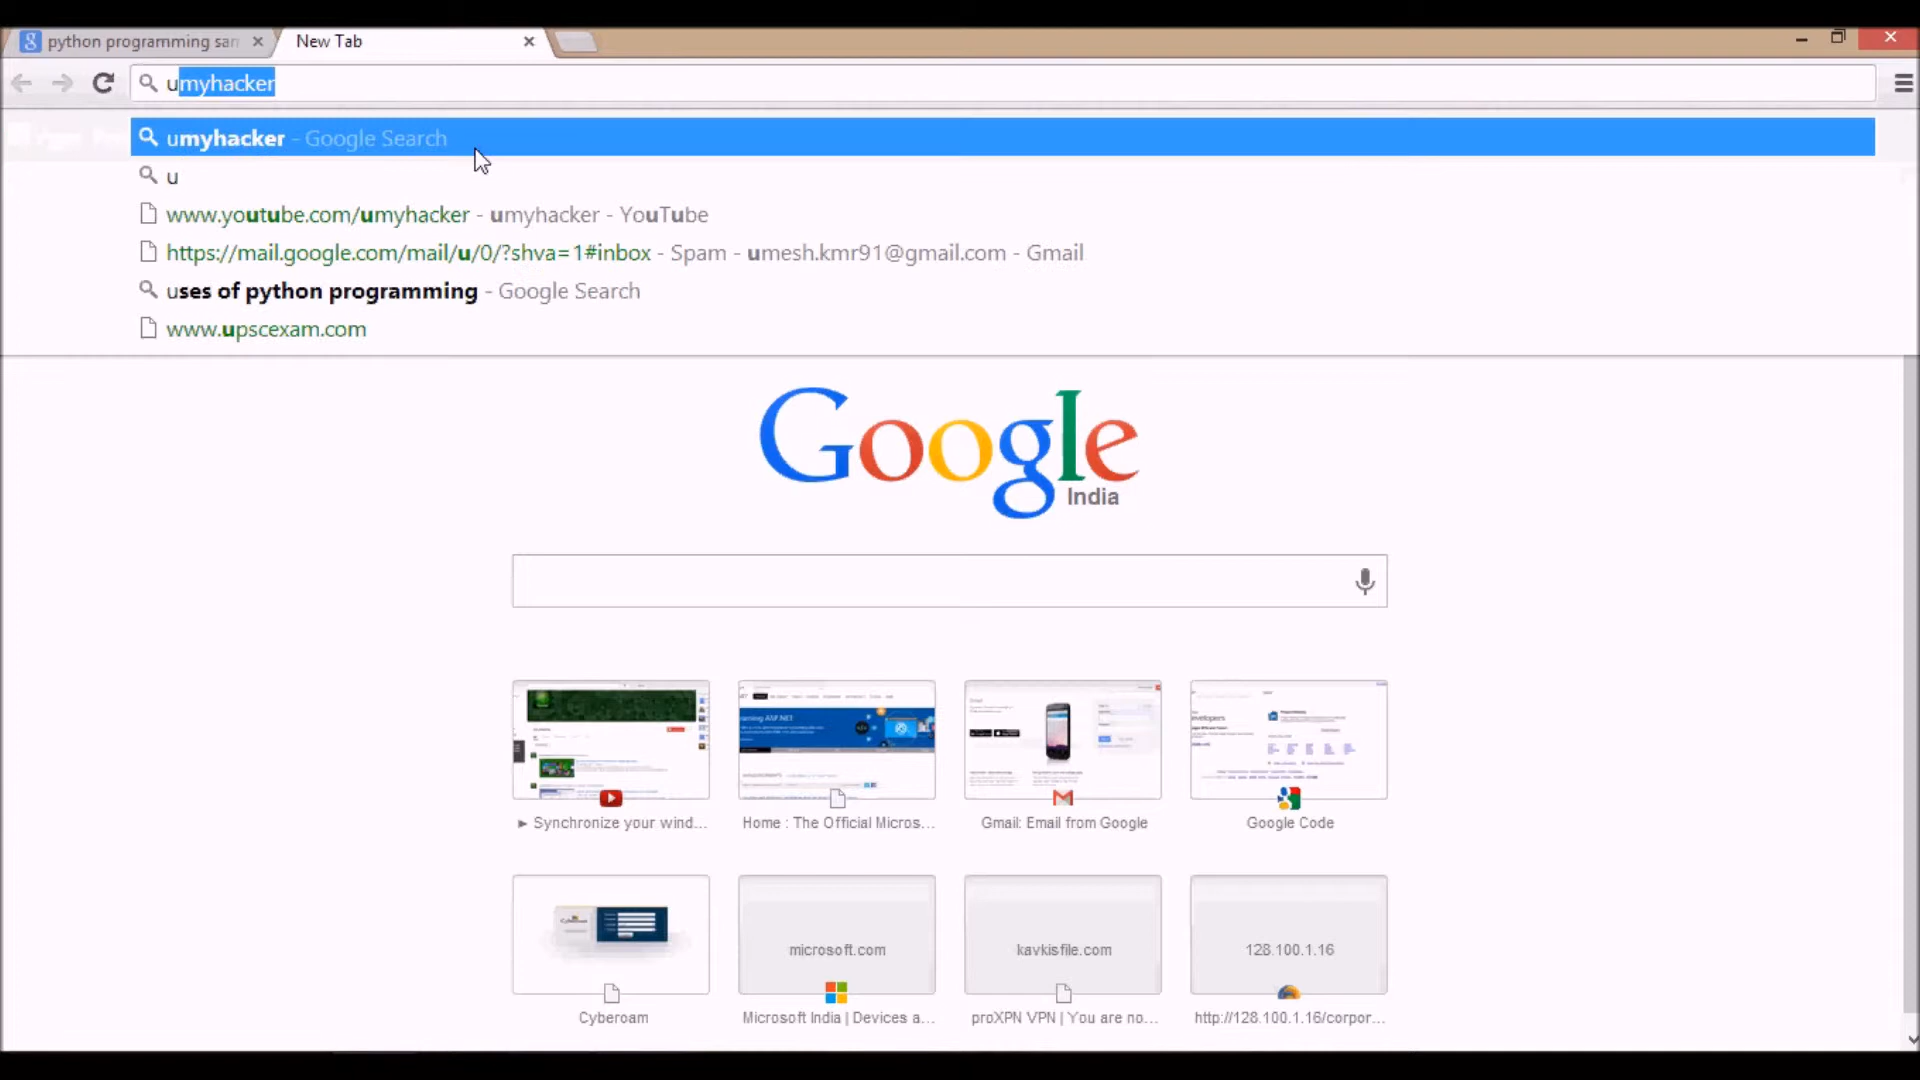 python programming san
New Tab
umyhacker
umyhacker - Google Search
u
www.youtube.com/umyhacker - umyhacker - YouTube
https://mail.google.com/mail/u/0/?shva=1#inbox - Spam - umesh.kmr91@gmail.com - Gmail
uses of python programming - Google Search
www.upscexam.com
Google
India
► Synchronize your wind...
Home : The Official Micros...
Gmail: Email from Google
Google Code
microsoft.com
kavkisfile.com
128.100.1.16
Cyberoam
Microsoft India | Devices a...
proXPN VPN | You are no...
http://128.100.1.16/corpor...